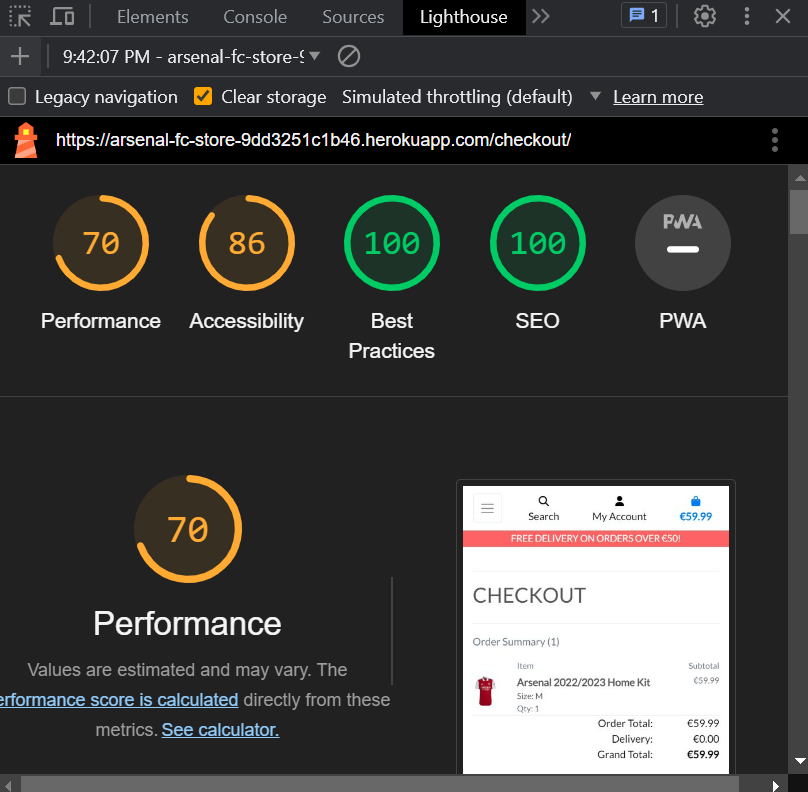 Elements Console Sources Lighthouse 1
9:42:07 PM - arsenal-fc-store-9
Legacy navigation Clear storage Simulated throttling (default) Learn more
https://arsenal-fc-store-9dd3251c1b46.herokuapp.com/checkout/
70 86 100 100 PWA
Performance Accessibility Best Practices SEO PWA
70
Performance
Values are estimated and may vary. The
erformance score is calculated directly from these
metrics. See calculator.
Search My Account €59.99
FREE DELIVERY ON ORDERS OVER €50!
CHECKOUT
Order Summary (1)
Item Subtotal
Arsenal 2022/2023 Home Kit €59.99
Size: M
Qty: 1
Order Total: €59.99
Delivery: €0.00
Grand Total: €59.99